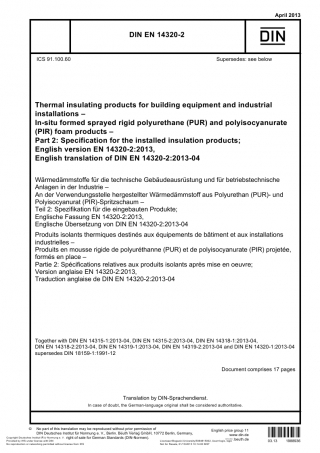 April 2013
DIN EN 14320-2
DIN
ICS 91.100.60
Supersedes: see below
Thermal insulating products for building equipment and industrial
installations –
In-situ formed sprayed rigid polyurethane (PUR) and polyisocyanurate
(PIR) foam products –
Part 2: Specification for the installed insulation products;
English version EN 14320-2:2013,
English translation of DIN EN 14320-2:2013-04
Wärmedämmstoffe für die technische Gebäudeausrüstung und für betriebstechnische
Anlagen in der Industrie –
An der Verwendungsstelle hergestellter Wärmedämmstoff aus Polyurethan (PUR)- und
Polyisocyanurat (PIR)-Spritzschaum –
Teil 2: Spezifikation für die eingebauten Produkte;
Englische Fassung EN 14320-2:2013,
Englische Übersetzung von DIN EN 14320-2:2013-04
Produits isolants thermiques destinés aux équipements de bâtiment et aux installations
industrielles –
Produits en mousse rigide de polyuréthanne (PUR) et de polyisocyanurate (PIR) projetée,
formés en place –
Partie 2: Spécifications relatives aux produits isolants après mise en oeuvre;
Version anglaise EN 14320-2:2013,
Traduction anglaise de DIN EN 14320-2:2013-04
Together with DIN EN 14315-1:2013-04, DIN EN 14315-2:2013-04, DIN EN 14318-1:2013-04,
DIN EN 14318-2:2013-04, DIN EN 14319-1:2013-04, DIN EN 14319-2:2013-04 and DIN EN 14320-1:2013-04
supersedes DIN 18159-1:1991-12
Document comprises 17 pages
Translation by DIN-Sprachendienst.
In case of doubt, the German-language original shall be considered authoritative.
No part of this translation may be reproduced without prior permission of
DIN Deutsches Institut für Normung e. V., Berlin. Beuth Verlag GmbH, 10772 Berlin, Germany,
right of sale for German Standards (DIN-Normen).
English price group 11
www.din.de
www.beuth.de